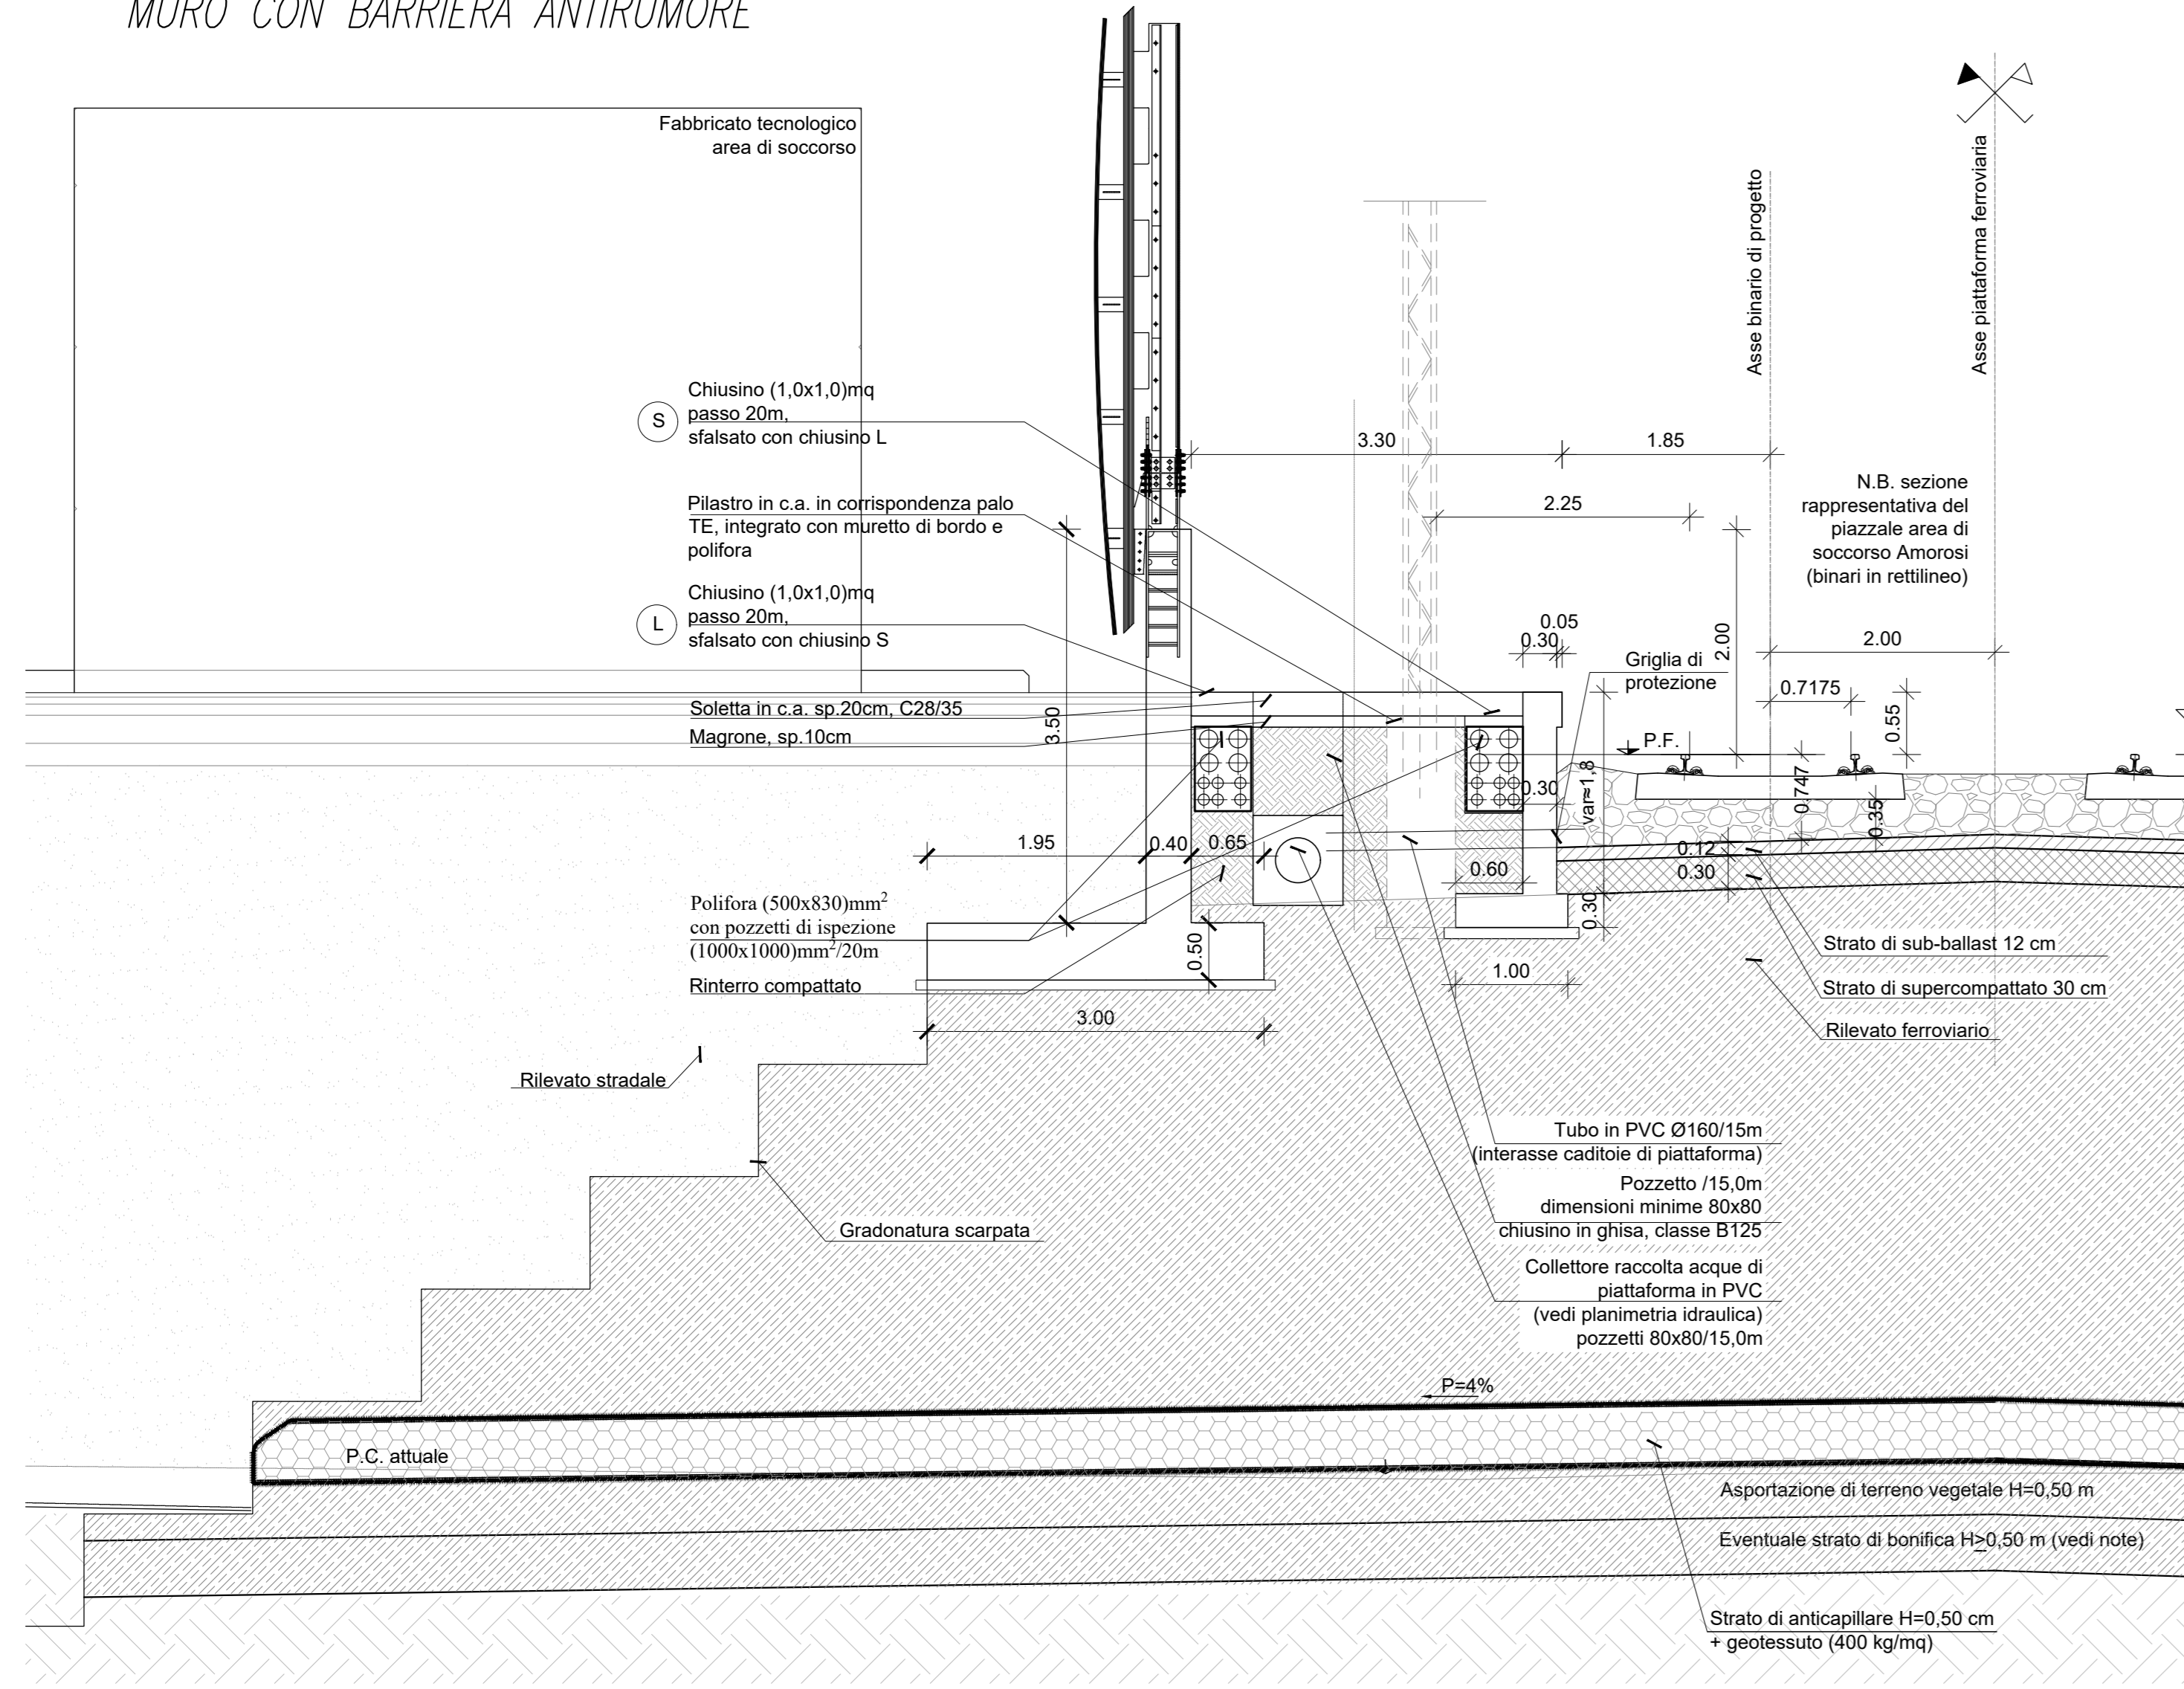 MURO CON BARRIERA ANTIRUMORE
Fabbricato tecnologico
area di soccorso
Asse binario di progetto
Asse piattaforma ferroviaria
S
Chiusino (1,0x1,0)mq
passo 20m,
sfalsato con chiusino L
3.30
1.85
Pilastro in c.a. in corrispondenza palo
TE, integrato con muretto di bordo e
polifora
2.25
N.B. sezione
rappresentativa del
piazzale area di
soccorso Amorosi
(binari in rettilineo)
L
Chiusino (1,0x1,0)mq
passo 20m,
sfalsato con chiusino S
0.05
0.30
2.00
2.00
Griglia di
protezione
0.7175
0.55
Soletta in c.a. sp.20cm, C28/35
Magrone, sp.10cm
3.50
P.F.
0.30
var≈1,8
0.747
0.35
1.95
0.40
0.65
0.60
0.12
0.30
0.30
Polifora (500x830)mm²
con pozzetti di ispezione
(1000x1000)mm²/20m
Rinterro compattato
0.50
1.00
3.00
Strato di sub-ballast 12 cm
Strato di supercompattato 30 cm
Rilevato ferroviario
Rilevato stradale
Tubo in PVC Ø160/15m
(interasse caditoie di piattaforma)
Pozzetto /15,0m
dimensioni minime 80x80
chiusino in ghisa, classe B125
Gradonatura scarpata
Collettore raccolta acque di
piattaforma in PVC
(vedi planimetria idraulica)
pozzetti 80x80/15,0m
P=4%
P.C. attuale
Asportazione di terreno vegetale H=0,50 m
Eventuale strato di bonifica H≥0,50 m (vedi note)
Strato di anticapillare H=0,50 cm
+ geotessuto (400 kg/mq)